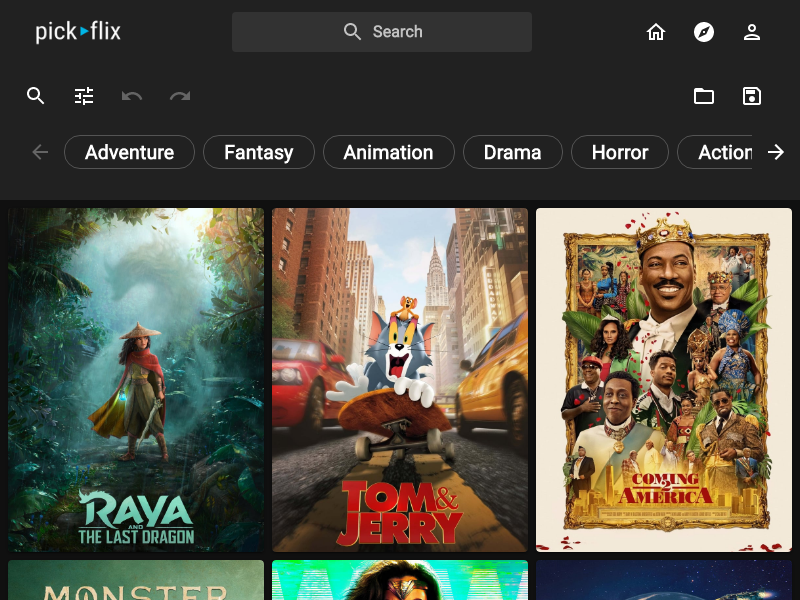 pick flix
Search
Adventure
Fantasy
Animation
Drama
Horror
Action
RAYA
AND
THE LAST DRAGON
TOM &
JERRY
COMING
2
AMERICA
MONSTER